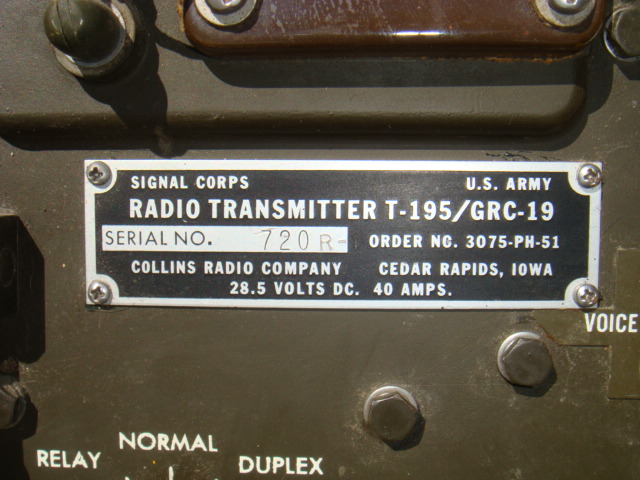 SIGNAL CORPS U.S. ARMY
RADIO TRANSMITTER T-195/GRC-19
SERIAL NO. 720R- ORDER NO. 3075-PH-51
COLLINS RADIO COMPANY CEDAR RAPIDS, IOWA
28.5 VOLTS DC. 40 AMPS.
VOICE
NORMAL
RELAY DUPLEX